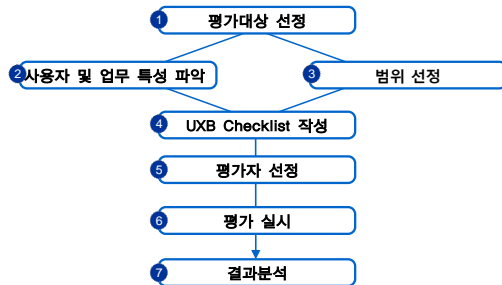 1 평가대상 선정
2 사용자 및 업무 특성 파악
3 범위 선정
4 UXB Checklist 작성
5 평가자 선정
6 평가 실시
7 결과분석